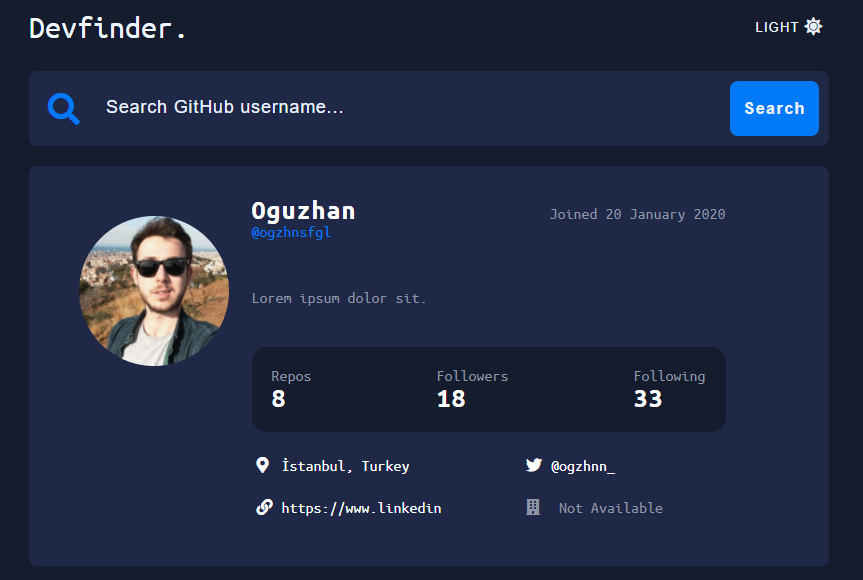 Devfinder.
LIGHT
Search GitHub username...
Search
Oguzhan
Joined 20 January 2020
@ogzhnsfgl
Lorem ipsum dolor sit.
Repos Followers Following
8 18 33
İstanbul, Turkey @ogzhnn_
https://www.linkedin Not Available